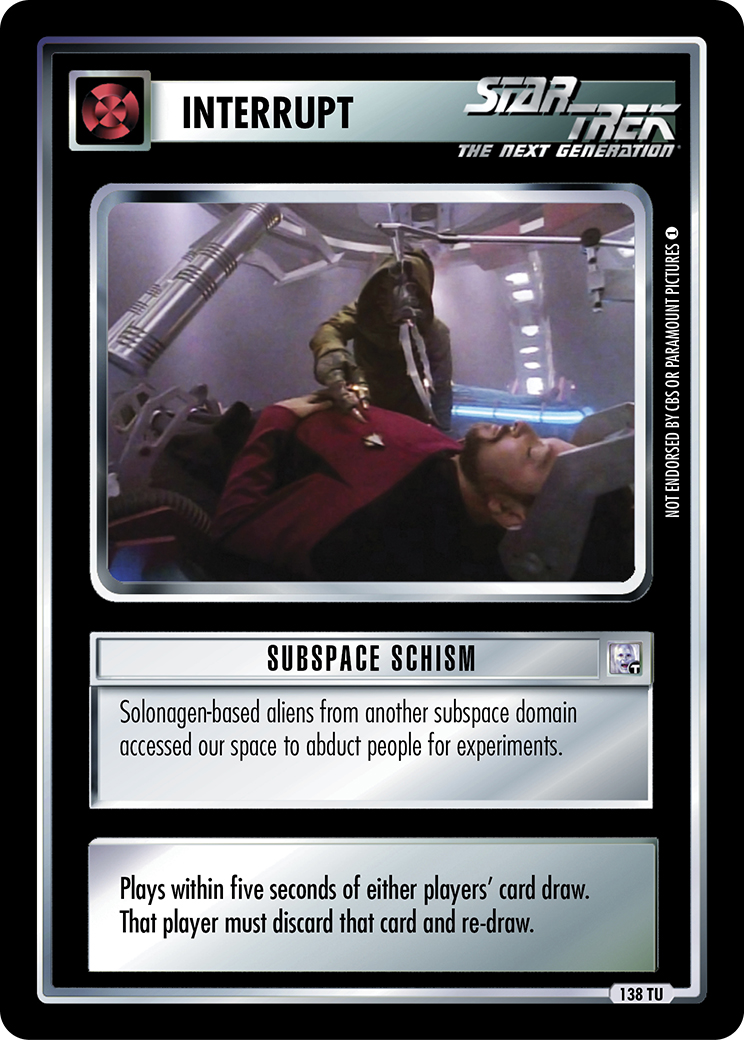 INTERRUPT
STAR TREK
THE NEXT GENERATION
NOT ENDORSED BY CBS OR PARAMOUNT PICTURES 1
SUBSPACE SCHISM
T
Solonagen-based aliens from another subspace domain
accessed our space to abduct people for experiments.
Plays within five seconds of either players’ card draw.
That player must discard that card and re-draw.
138 TU